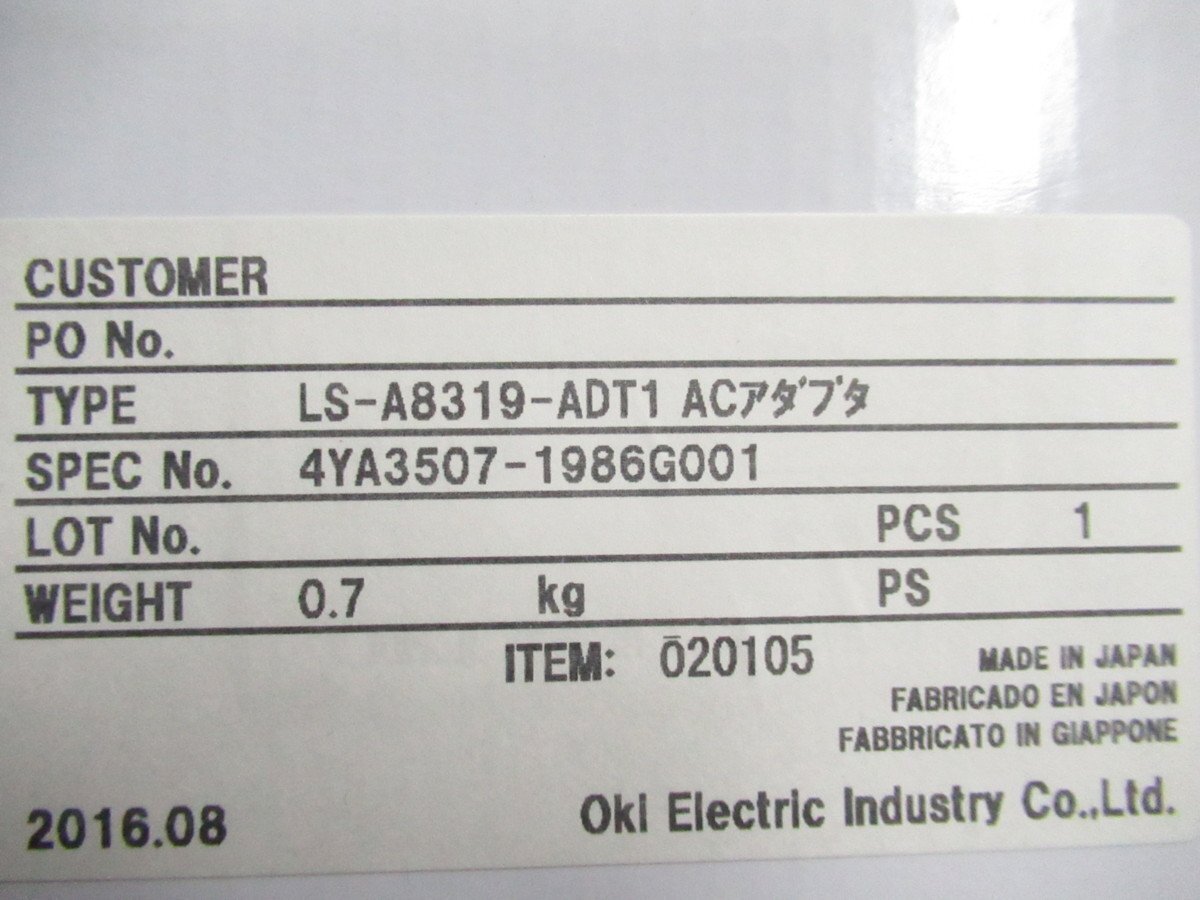 CUSTOMER
PO No.
TYPE LS-A8319-ADT1 ACアダプタ
SPEC No. 4YA3507-1986G001
LOT No. PCS 1
WEIGHT 0.7 kg PS
ITEM: Ō20105
MADE IN JAPAN
FABRICADO EN JAPON
FABBRICATO IN GIAPPONE
2016.08 Oki Electric Industry Co.,Ltd.